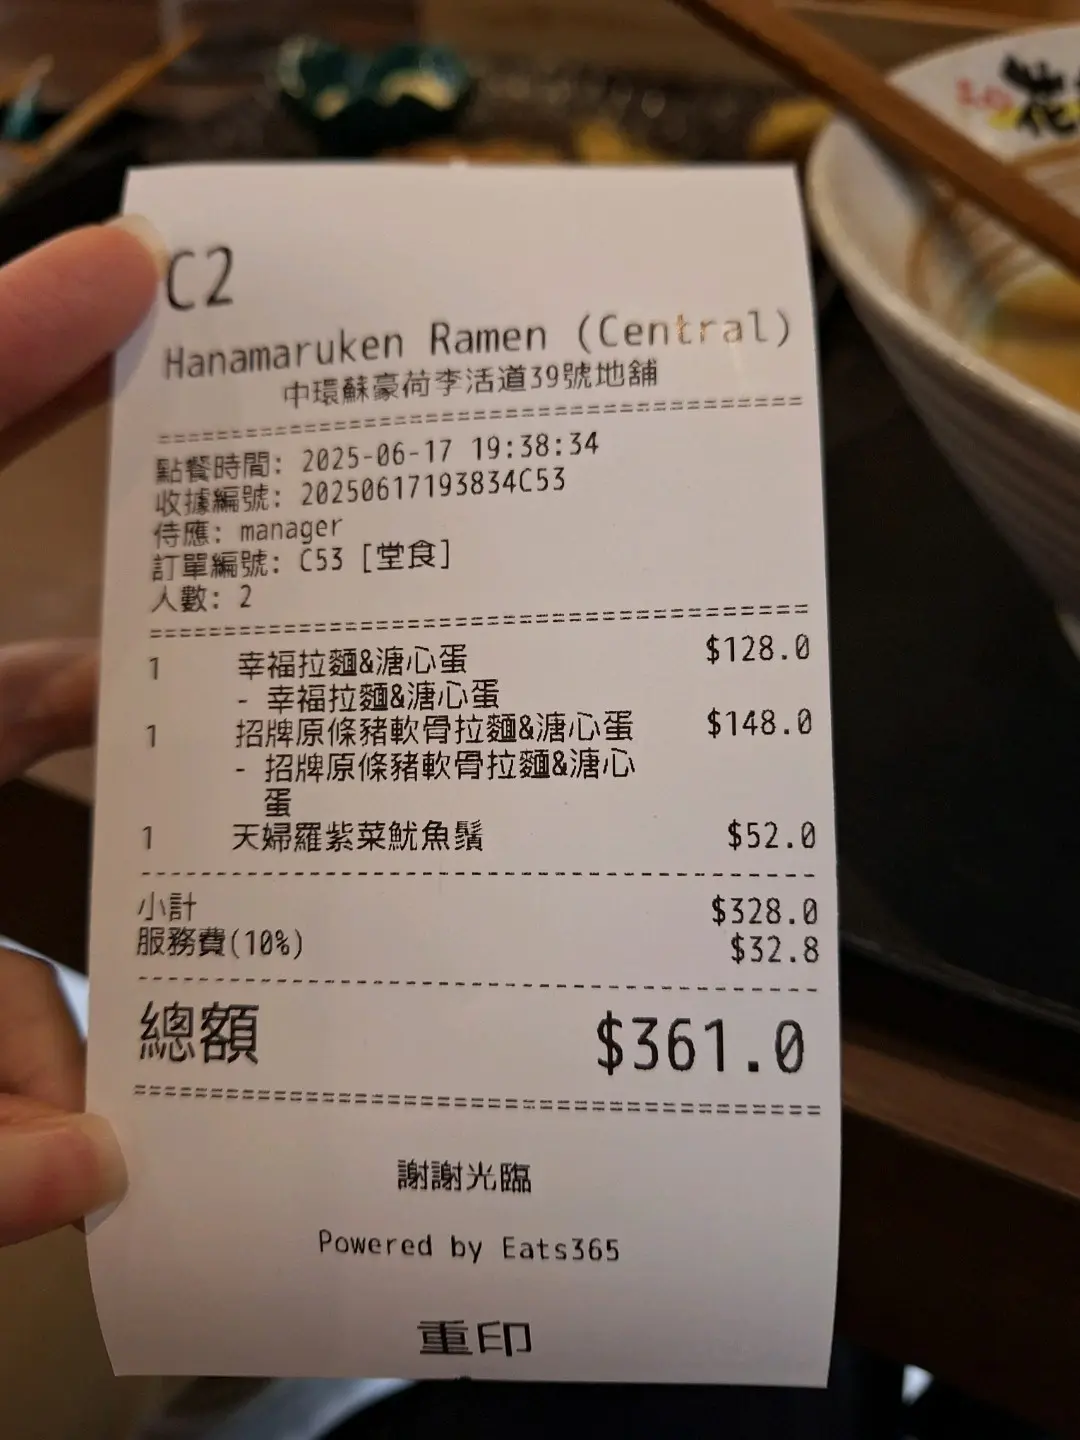 C2
Hanamaruken Ramen (Central)
中環蘇豪荷李活道39號地舖
========================================
點餐時間: 2025-06-17 19:38:34
收據編號: 20250617193834C53
侍應: manager
訂單編號: C53 [堂食]
人數: 2
========================================
1 幸福拉麵&溏心蛋 $128.0
- 幸福拉麵&溏心蛋
1 招牌原條豬軟骨拉麵&溏心蛋 $148.0
- 招牌原條豬軟骨拉麵&溏心
蛋
1 天婦羅紫菜魷魚鬚 $52.0
----------------------------------------
小計 $328.0
服務費(10%) $32.8
----------------------------------------
總額 $361.0
========================================
謝謝光臨
Powered by Eats365
重印
花